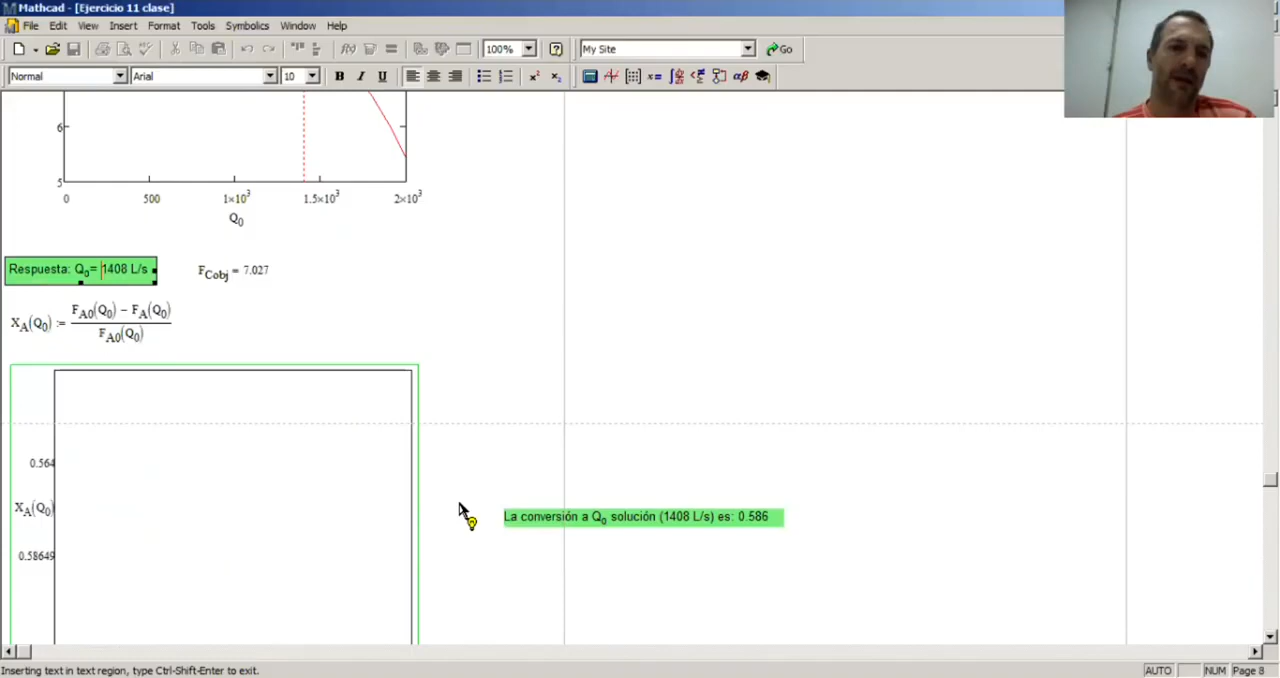 Mathcad - [Ejercicio 11 clase]
File Edit View Insert Format Tools Symbolics Window Help
100% My Site Go
Normal Arial 10 B I U
6
5
0 500 1×10³ 1.5×10³ 2×10³
Q₀
Respuesta: Q₀= 1408 L/s
F_Cobj = 7.027
X_A(Q₀) := (F_A0(Q₀) − F_A(Q₀)) / F_A0(Q₀)
0.564
X_A(Q₀)
0.58649
La conversión a Q₀ solución (1408 L/s) es: 0.586
Inserting text in text region, type Ctrl-Shift-Enter to exit.
AUTO NUM Page 8